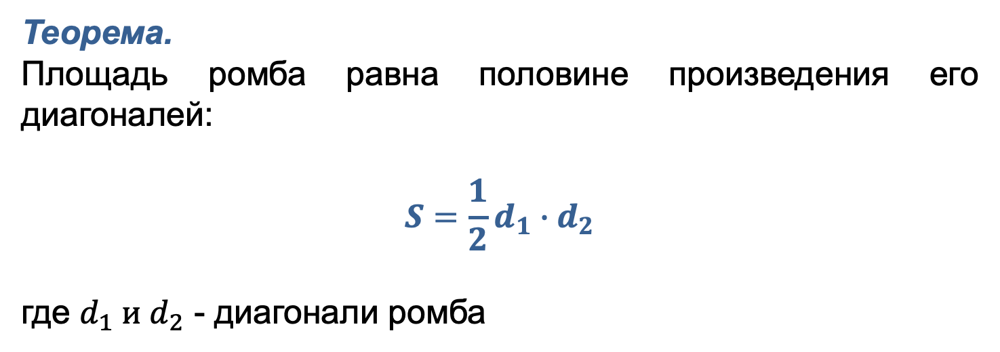 Теорема.
Площадь ромба равна половине произведения его
диагоналей:
S = 1/2 d₁ · d₂
где d₁ и d₂ - диагонали ромба